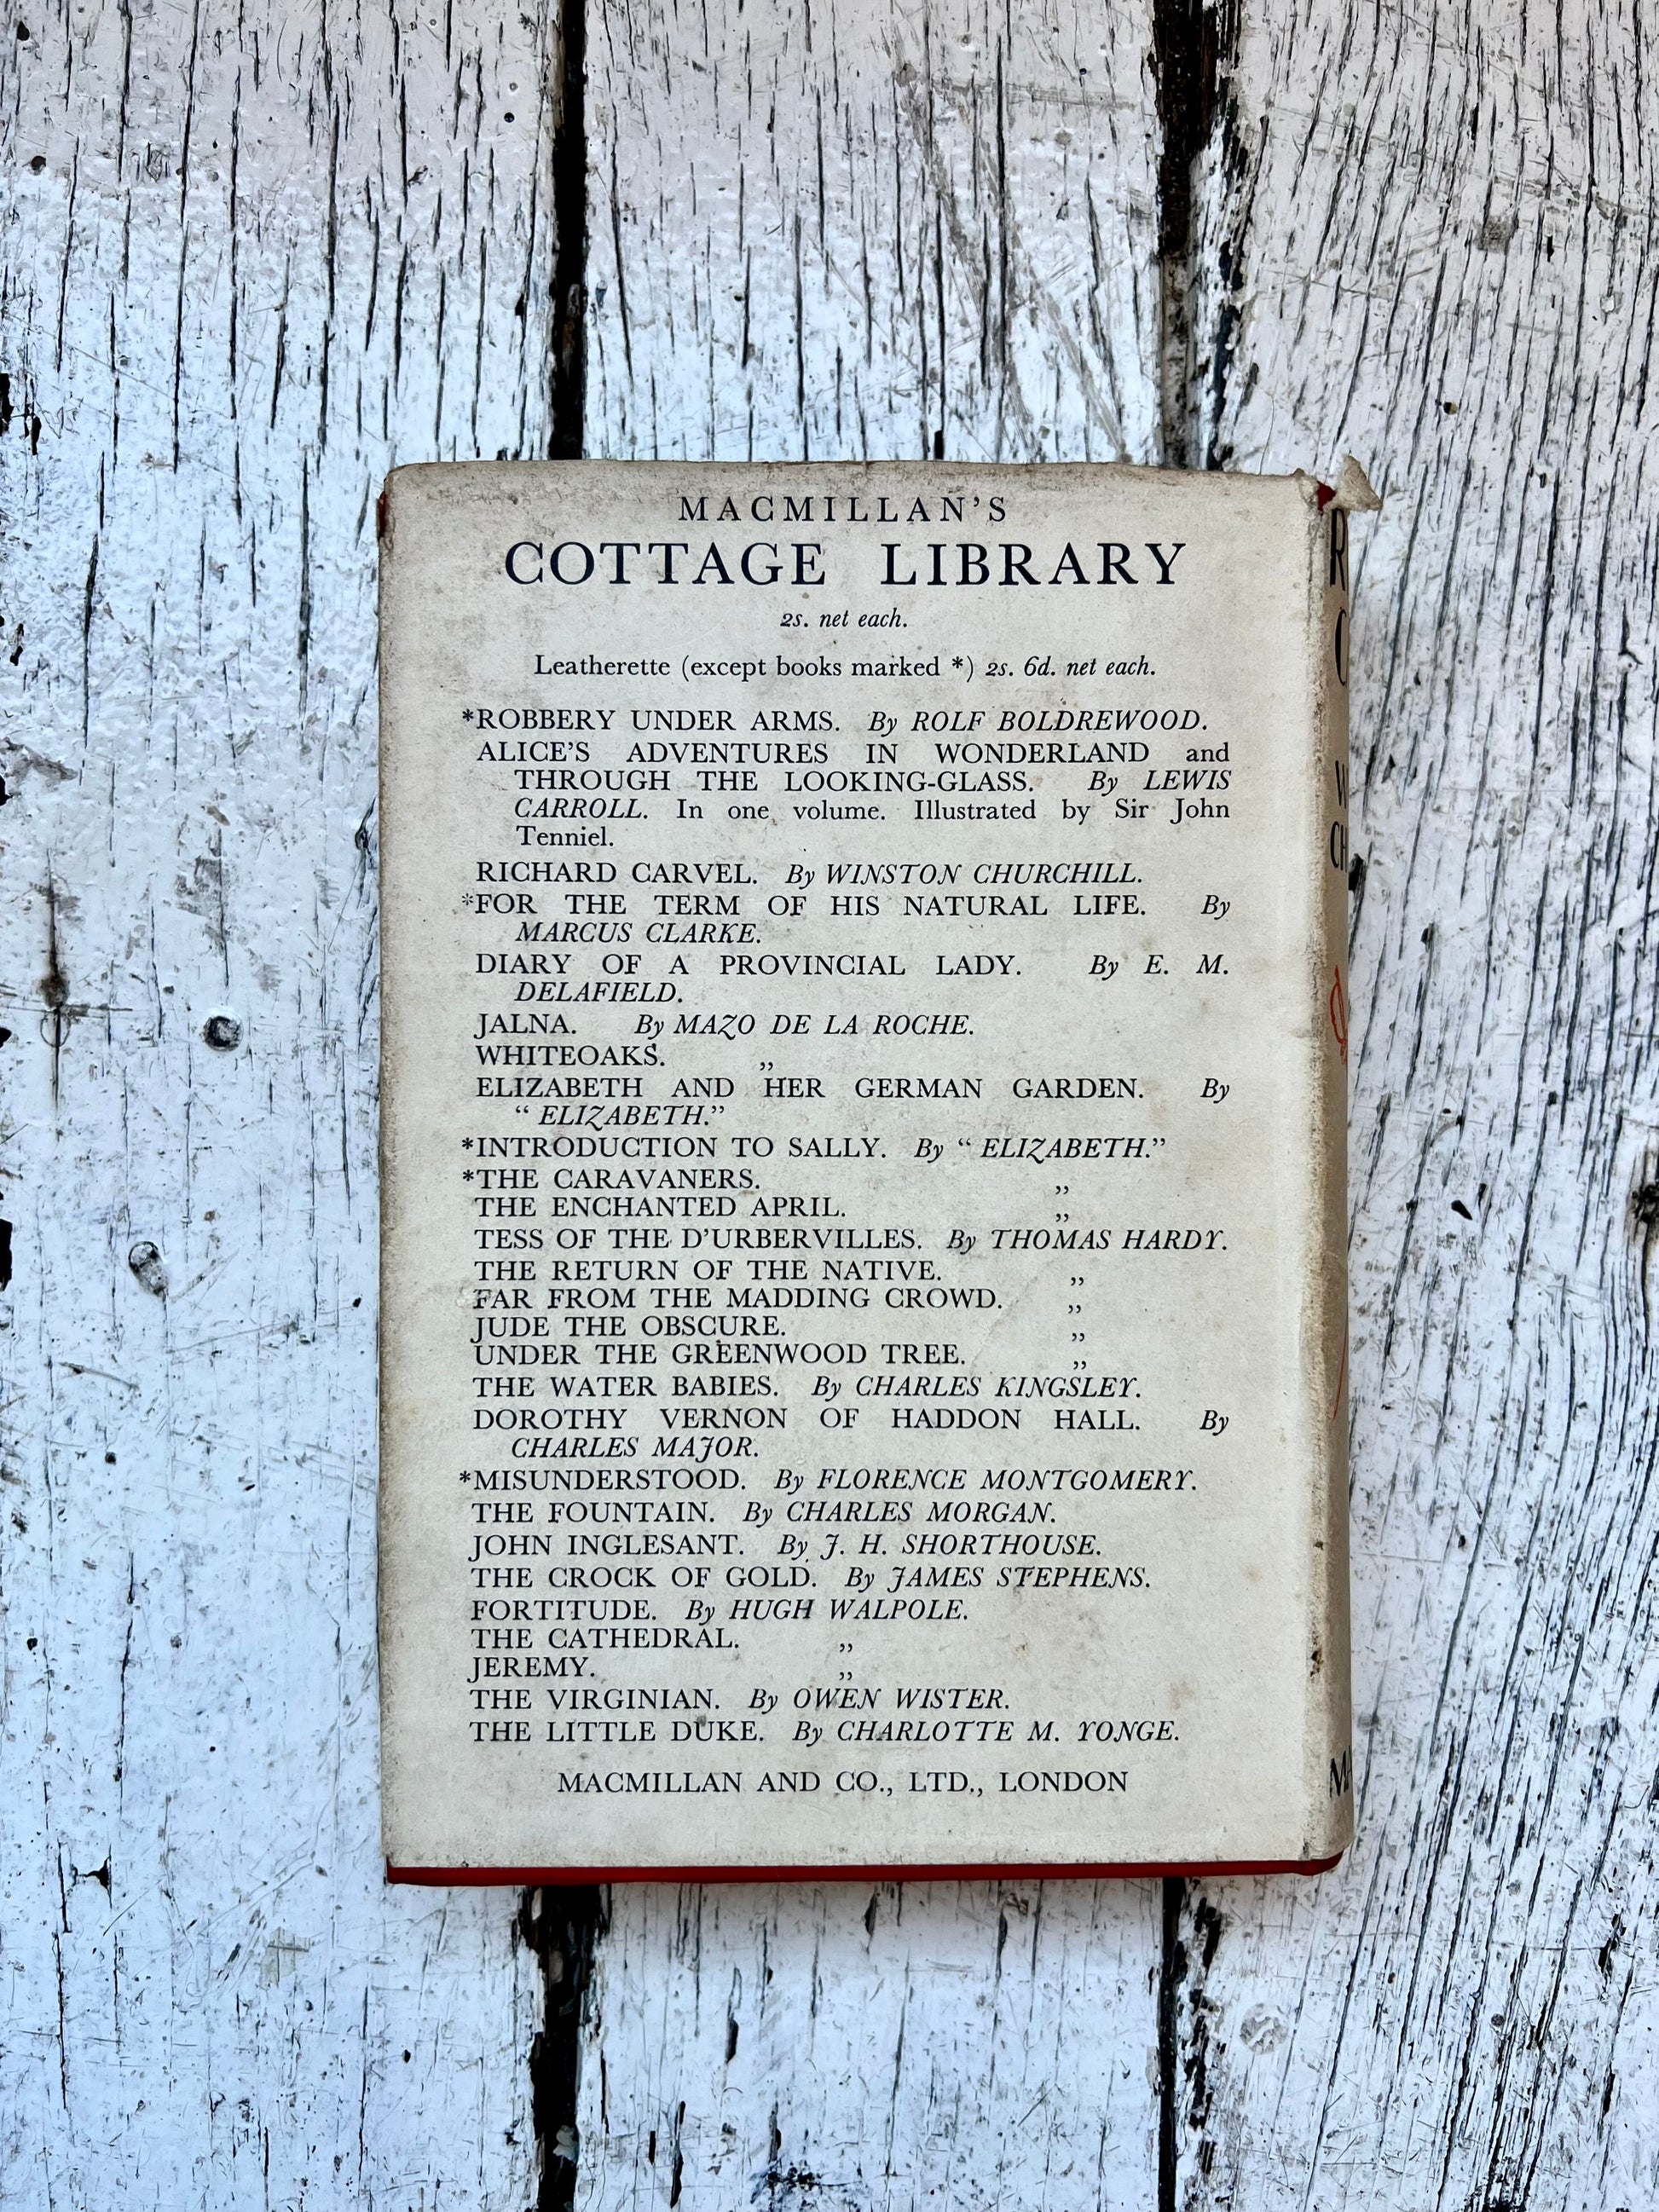 MACMILLAN'S
COTTAGE LIBRARY
2s. net each.
Leatherette (except books marked *) 2s. 6d. net each.
*ROBBERY UNDER ARMS. By ROLF BOLDREWOOD.
ALICE'S ADVENTURES IN WONDERLAND and
THROUGH THE LOOKING-GLASS. By LEWIS
CARROLL. In one volume. Illustrated by Sir John
Tenniel.
RICHARD CARVEL. By WINSTON CHURCHILL.
*FOR THE TERM OF HIS NATURAL LIFE. By
MARCUS CLARKE.
DIARY OF A PROVINCIAL LADY. By E. M.
DELAFIELD.
JALNA. By MAZO DE LA ROCHE.
WHITEOAKS. ,,
ELIZABETH AND HER GERMAN GARDEN. By
“ ELIZABETH.”
*INTRODUCTION TO SALLY. By “ ELIZABETH.”
*THE CARAVANERS. ,,
THE ENCHANTED APRIL. ,,
TESS OF THE D'URBERVILLES. By THOMAS HARDY.
THE RETURN OF THE NATIVE. ,,
FAR FROM THE MADDING CROWD. ,,
JUDE THE OBSCURE. ,,
UNDER THE GREENWOOD TREE. ,,
THE WATER BABIES. By CHARLES KINGSLEY.
DOROTHY VERNON OF HADDON HALL. By
CHARLES MAJOR.
*MISUNDERSTOOD. By FLORENCE MONTGOMERY.
THE FOUNTAIN. By CHARLES MORGAN.
JOHN INGLESANT. By J. H. SHORTHOUSE.
THE CROCK OF GOLD. By JAMES STEPHENS.
FORTITUDE. By HUGH WALPOLE.
THE CATHEDRAL. ,,
JEREMY. ,,
THE VIRGINIAN. By OWEN WISTER.
THE LITTLE DUKE. By CHARLOTTE M. YONGE.
MACMILLAN AND CO., LTD., LONDON